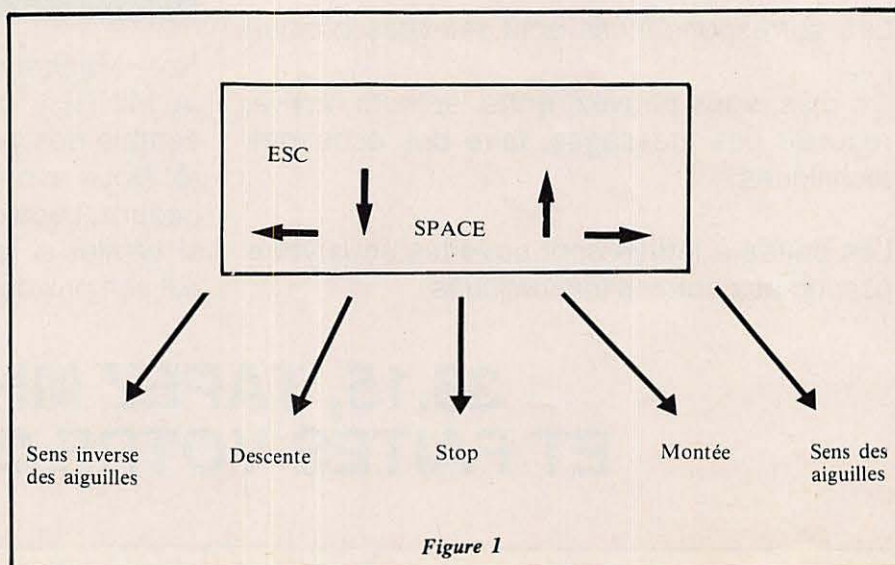 ESC
SPACE
Sens inverse
des aiguilles
Descente
Stop
Montée
Sens des
aiguilles
Figure 1